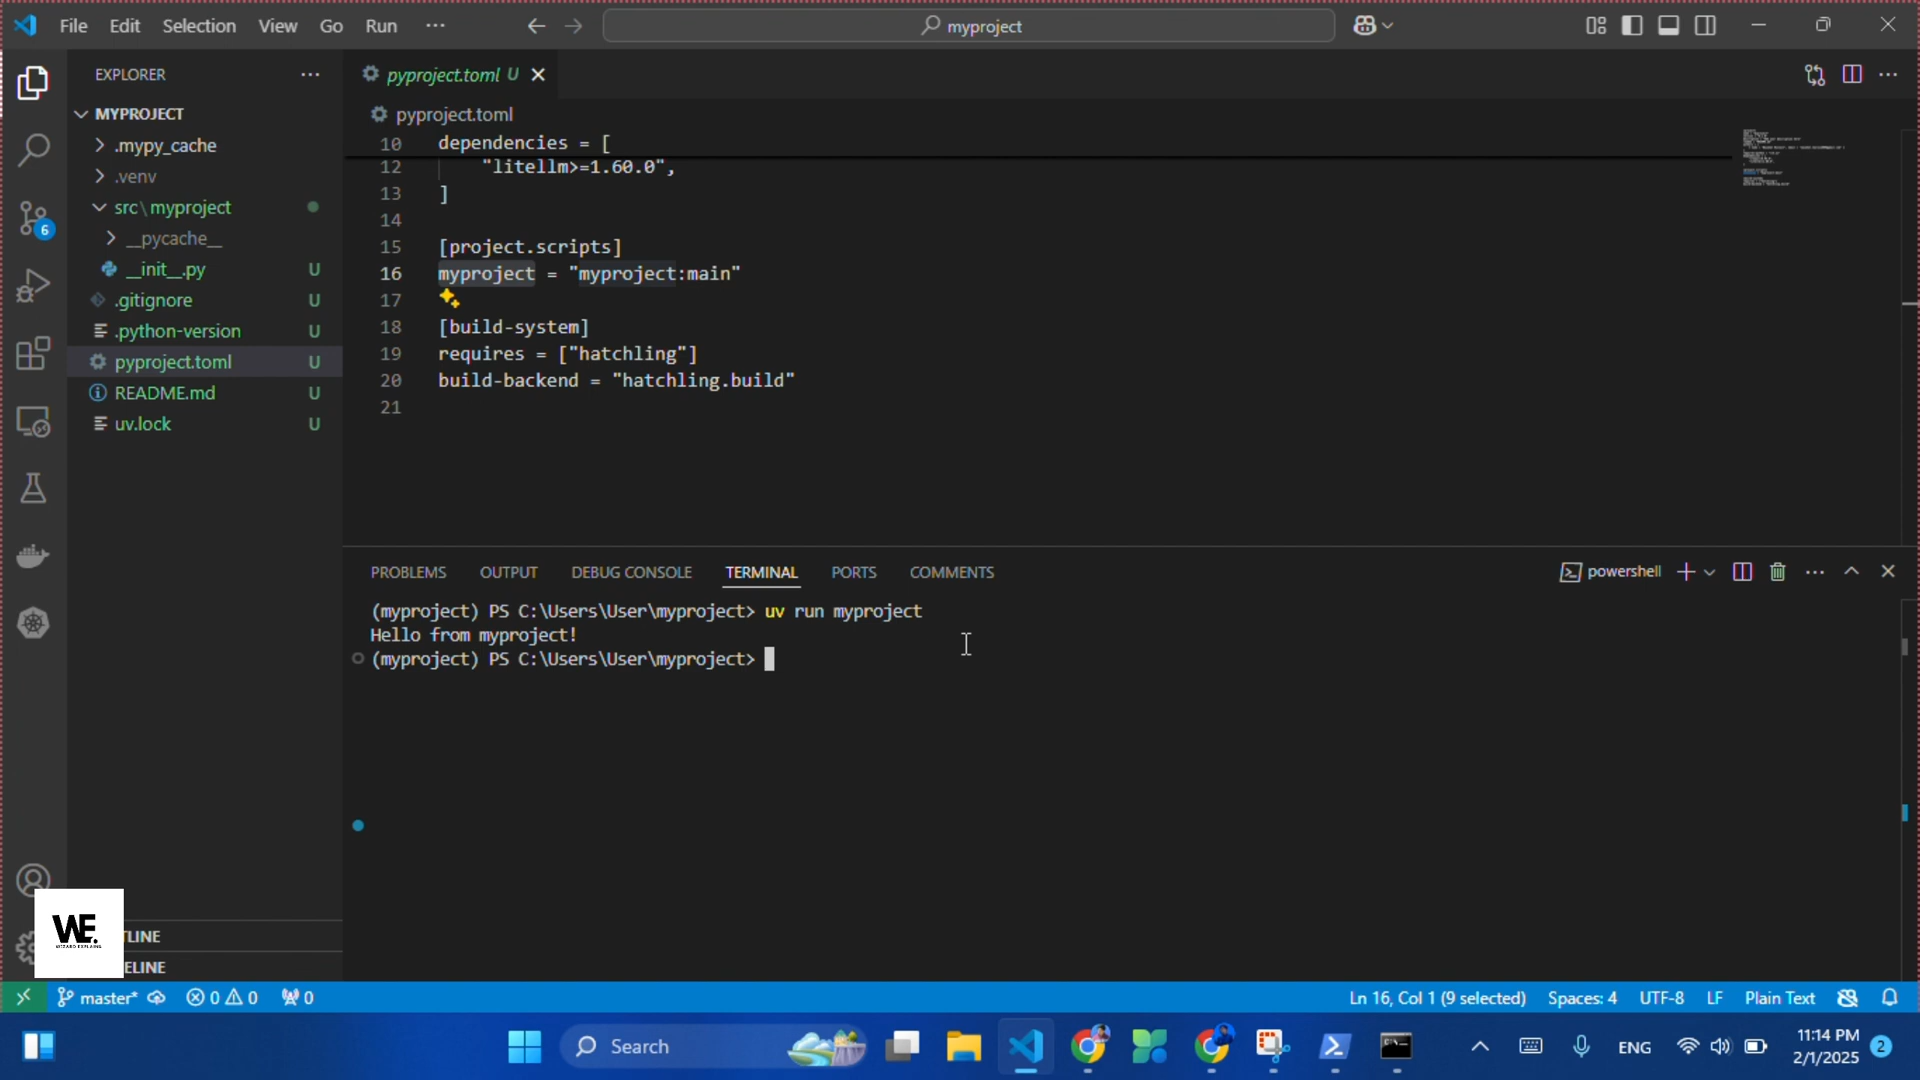 File Edit Selection View Go Run ···
myproject
EXPLORER
MYPROJECT
.mypy_cache
.venv
src\myproject
__pycache__
__init__.py U
.gitignore U
.python-version U
pyproject.toml U
README.md U
uv.lock U
TLINE
ELINE
pyproject.toml U
pyproject.toml
10 dependencies = [
12 "litellm>=1.60.0",
13 ]
14
15 [project.scripts]
16 myproject = "myproject:main"
17
18 [build-system]
19 requires = ["hatchling"]
20 build-backend = "hatchling.build"
21
PROBLEMS OUTPUT DEBUG CONSOLE TERMINAL PORTS COMMENTS
powershell
(myproject) PS C:\Users\User\myproject> uv run myproject
Hello from myproject!
(myproject) PS C:\Users\User\myproject>
6
WE.
WIZARD EXPLAINS
master* 0 0 0
Ln 16, Col 1 (9 selected) Spaces: 4 UTF-8 LF Plain Text
Search
ENG
11:14 PM
2/1/2025
2